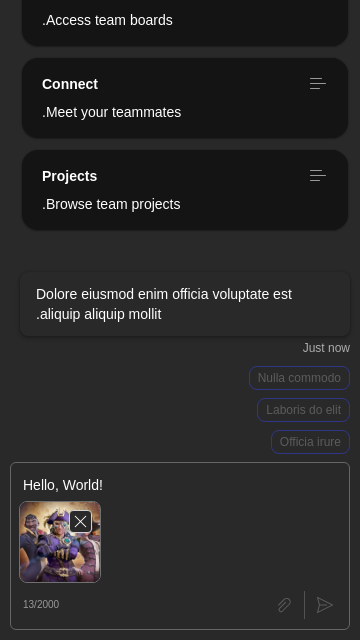 .Access team boards
Connect
.Meet your teammates
Projects
.Browse team projects
Dolore eiusmod enim officia voluptate est
.aliquip aliquip mollit
Just now
Nulla commodo
Laboris do elit
Officia irure
Hello, World!
13/2000